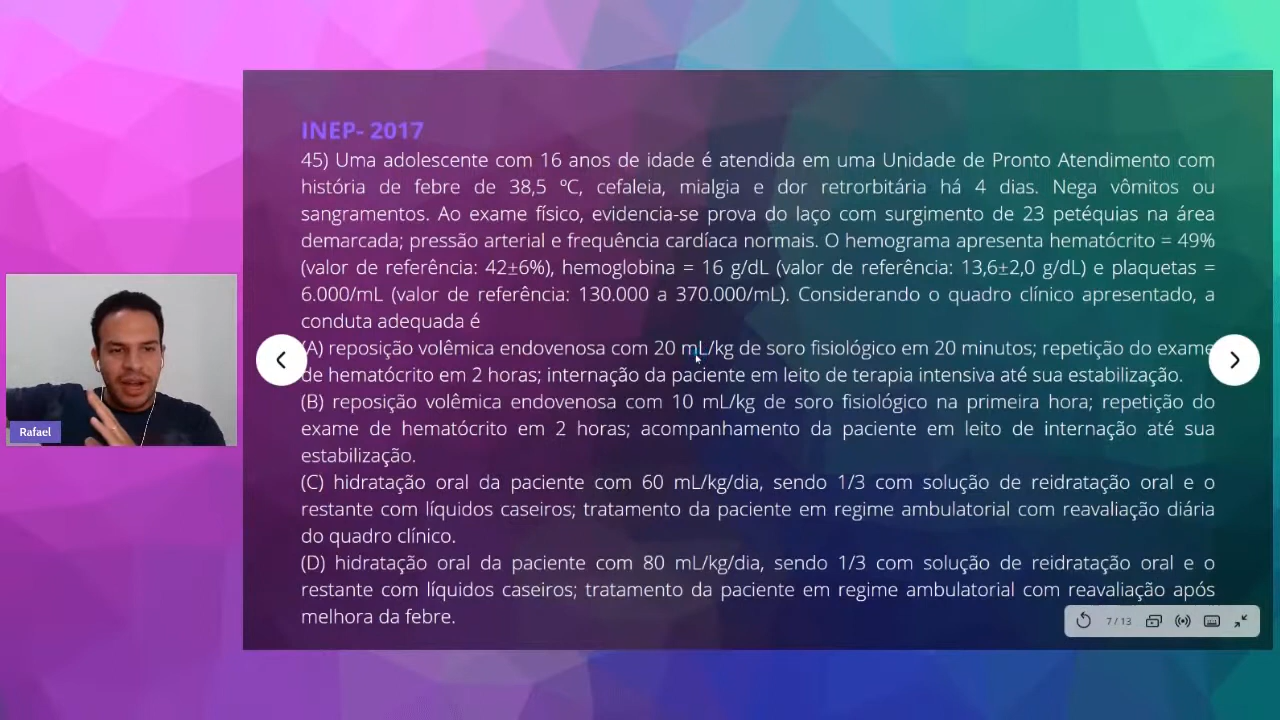 INEP- 2017
45) Uma adolescente com 16 anos de idade é atendida em uma Unidade de Pronto Atendimento com
história de febre de 38,5 ºC, cefaleia, mialgia e dor retrorbitária há 4 dias. Nega vômitos ou
sangramentos. Ao exame físico, evidencia-se prova do laço com surgimento de 23 petéquias na área
demarcada; pressão arterial e frequência cardíaca normais. O hemograma apresenta hematócrito = 49%
(valor de referência: 42±6%), hemoglobina = 16 g/dL (valor de referência: 13,6±2,0 g/dL) e plaquetas =
6.000/mL (valor de referência: 130.000 a 370.000/mL). Considerando o quadro clínico apresentado, a
conduta adequada é
(A) reposição volêmica endovenosa com 20 mL/kg de soro fisiológico em 20 minutos; repetição do exame
de hematócrito em 2 horas; internação da paciente em leito de terapia intensiva até sua estabilização.
(B) reposição volêmica endovenosa com 10 mL/kg de soro fisiológico na primeira hora; repetição do
exame de hematócrito em 2 horas; acompanhamento da paciente em leito de internação até sua
estabilização.
(C) hidratação oral da paciente com 60 mL/kg/dia, sendo 1/3 com solução de reidratação oral e o
restante com líquidos caseiros; tratamento da paciente em regime ambulatorial com reavaliação diária
do quadro clínico.
(D) hidratação oral da paciente com 80 mL/kg/dia, sendo 1/3 com solução de reidratação oral e o
restante com líquidos caseiros; tratamento da paciente em regime ambulatorial com reavaliação após
melhora da febre.
Rafael
7 / 13